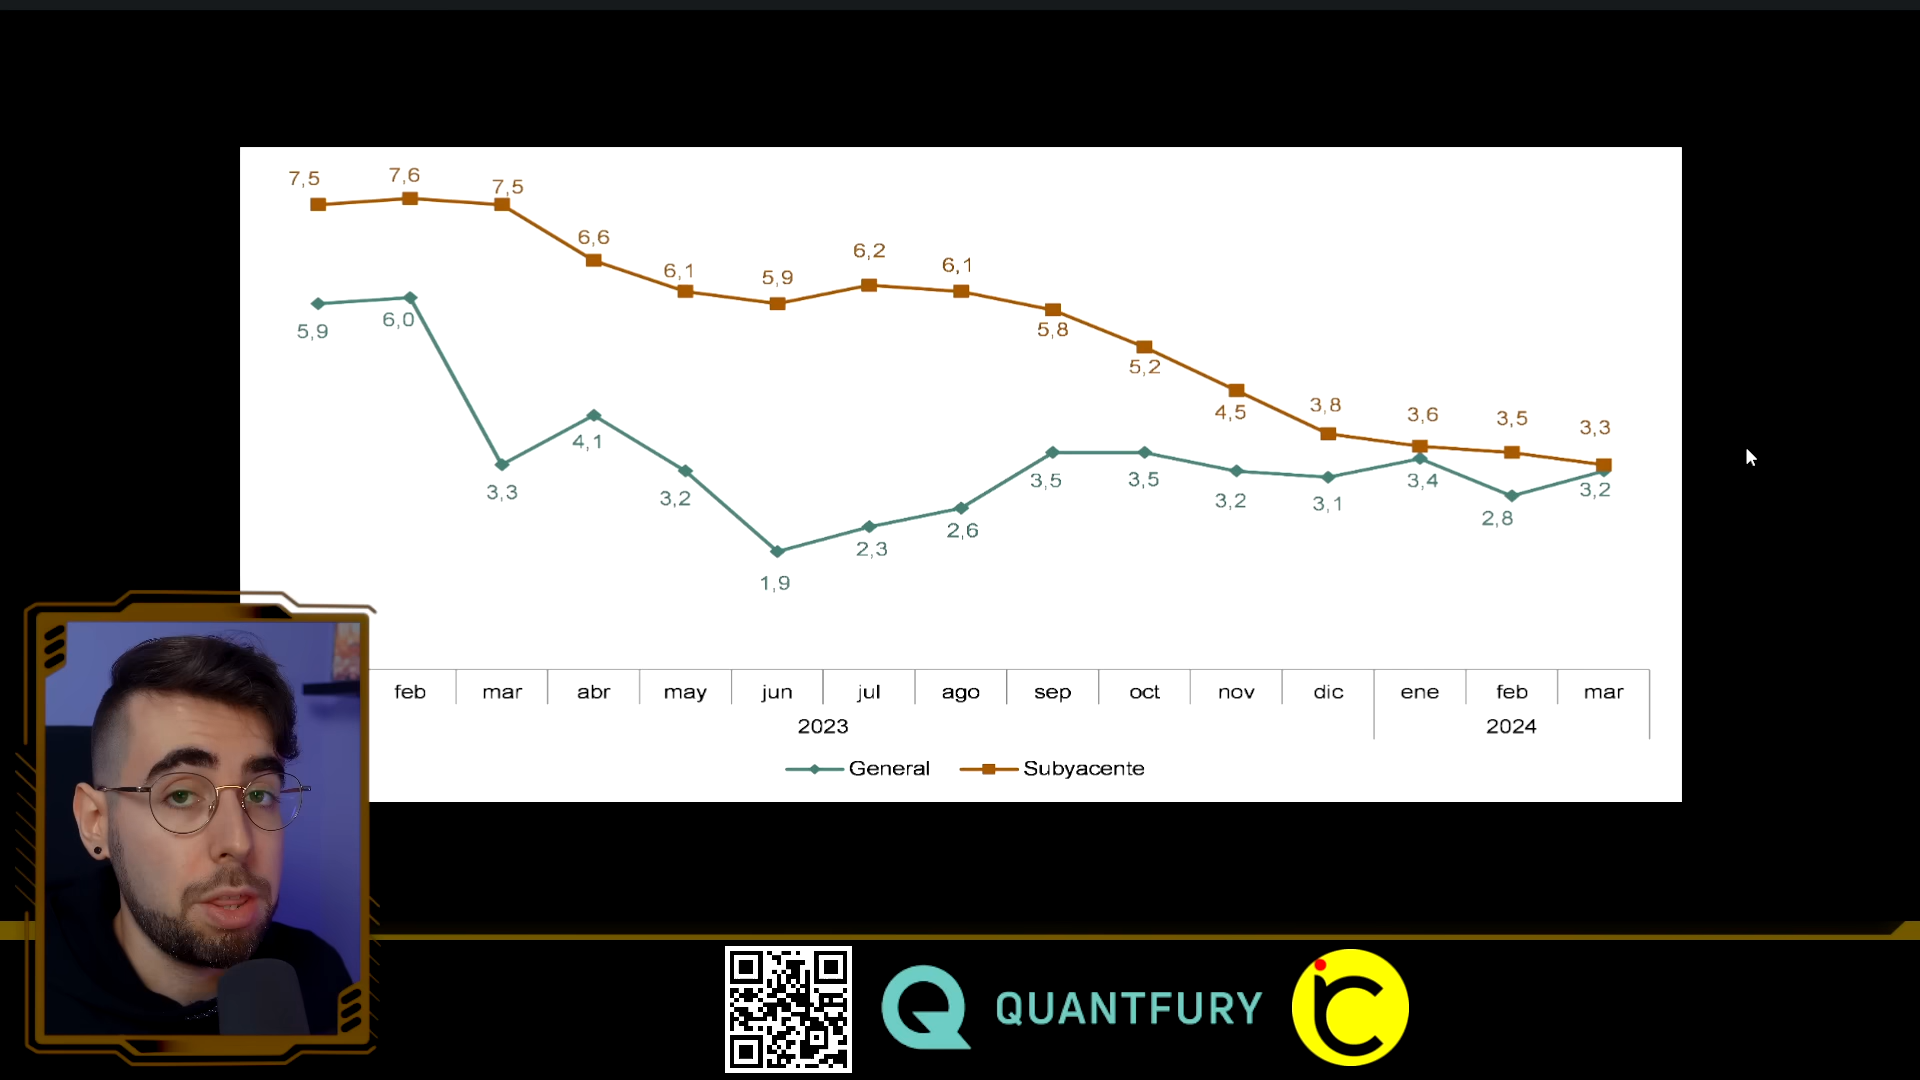 7,5 7,6 7,5 6,6 6,1 5,9 6,2 6,1 5,8 5,2 4,5 3,8 3,6 3,5 3,3
5,9 6,0 3,3 4,1 3,2 1,9 2,3 2,6 3,5 3,5 3,2 3,1 3,4 2,8 3,2
feb mar abr may jun jul ago sep oct nov dic ene feb mar
2023 2024
General Subyacente
QUANTFURY